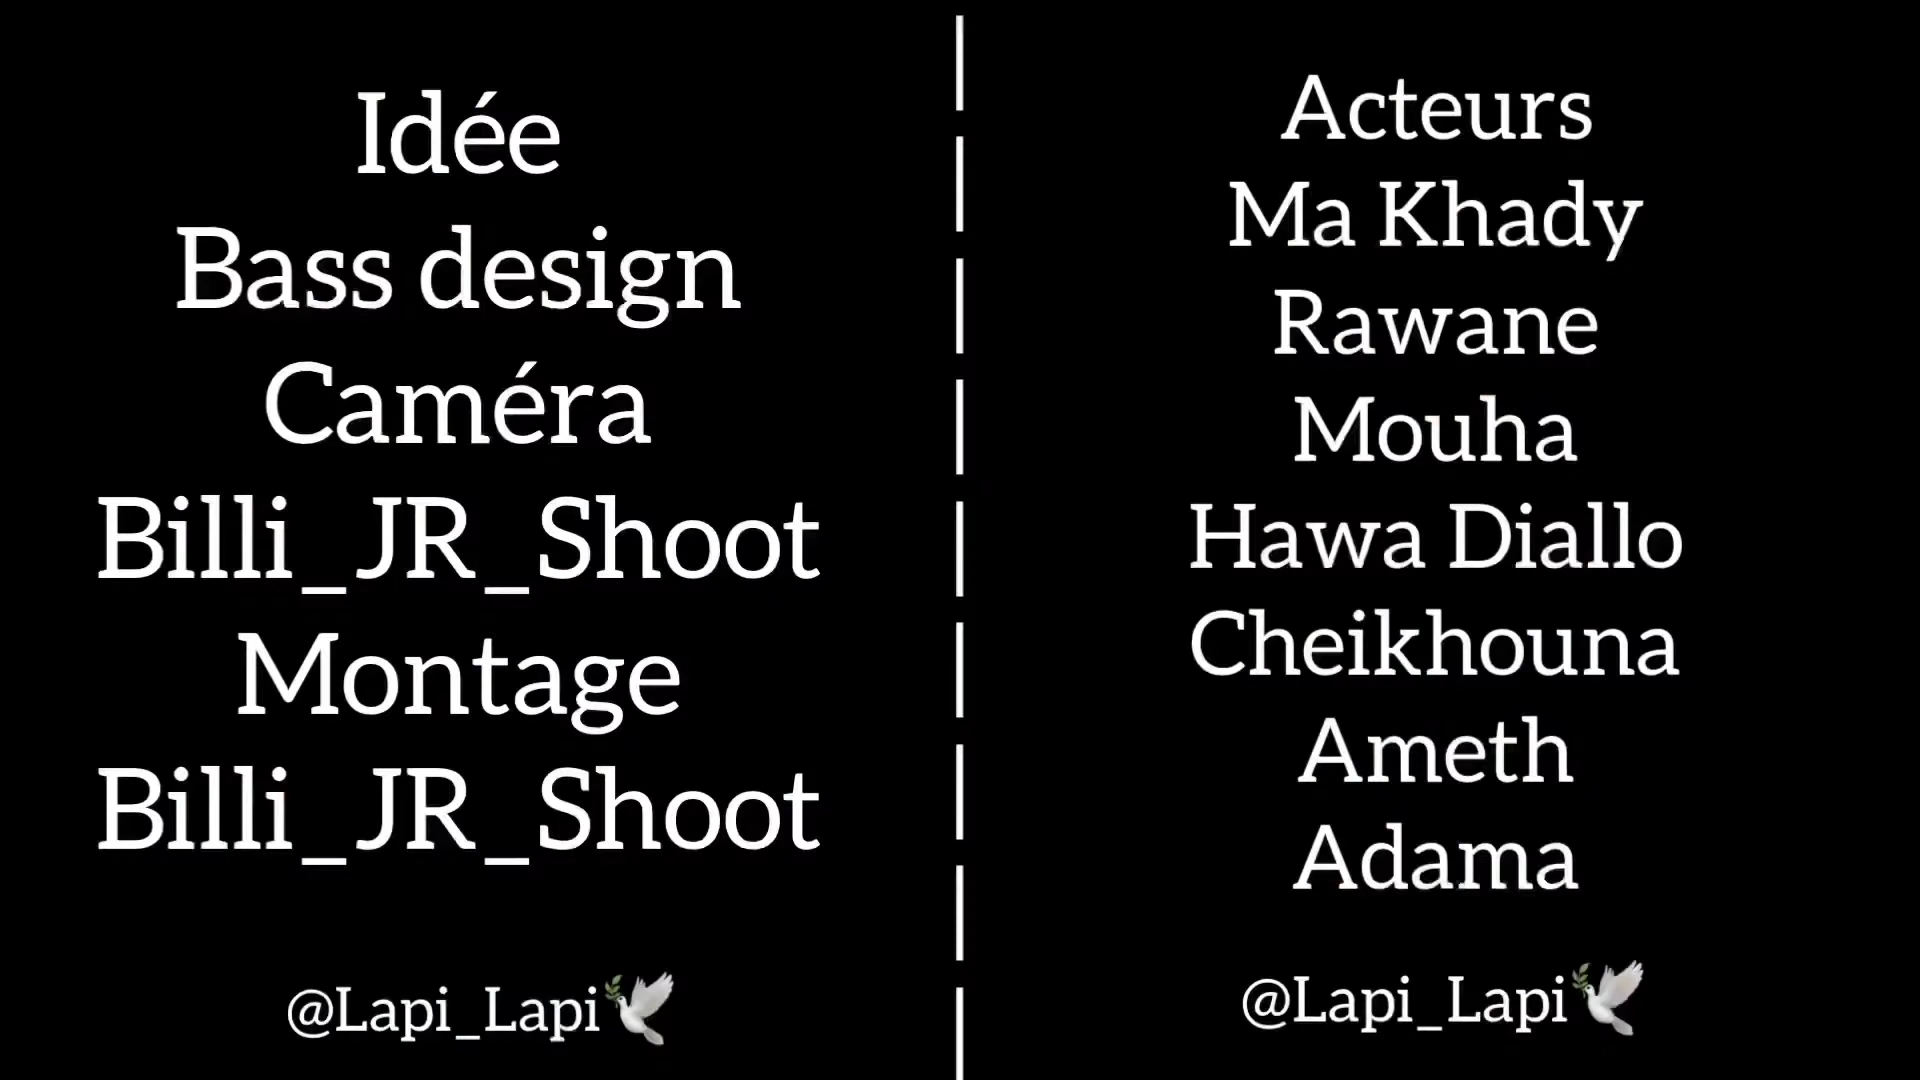 Idée
Bass design
Caméra
Billi_JR_Shoot
Montage
Billi_JR_Shoot
@Lapi_Lapi🕊️
Acteurs
Ma Khady
Rawane
Mouha
Hawa Diallo
Cheikhouna
Ameth
Adama
@Lapi_Lapi🕊️